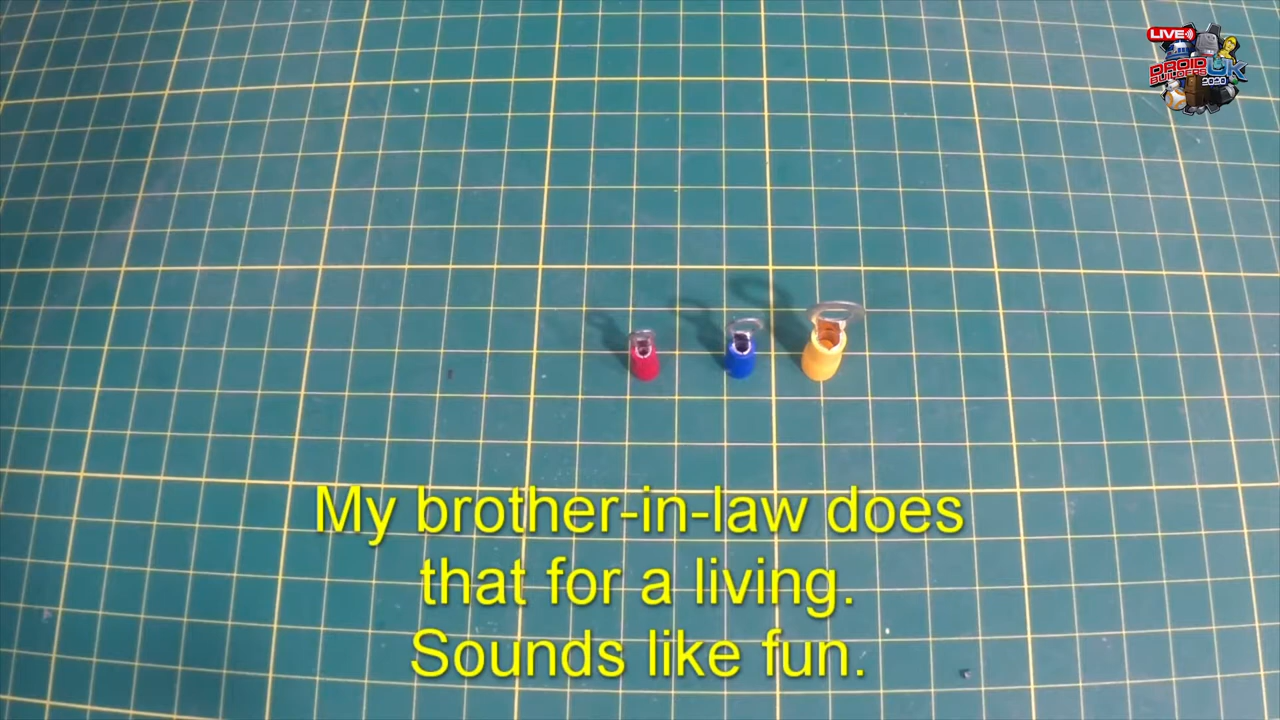 LIVE
DROID
BUILDERS UK
2020
My brother-in-law does
that for a living.
Sounds like fun.